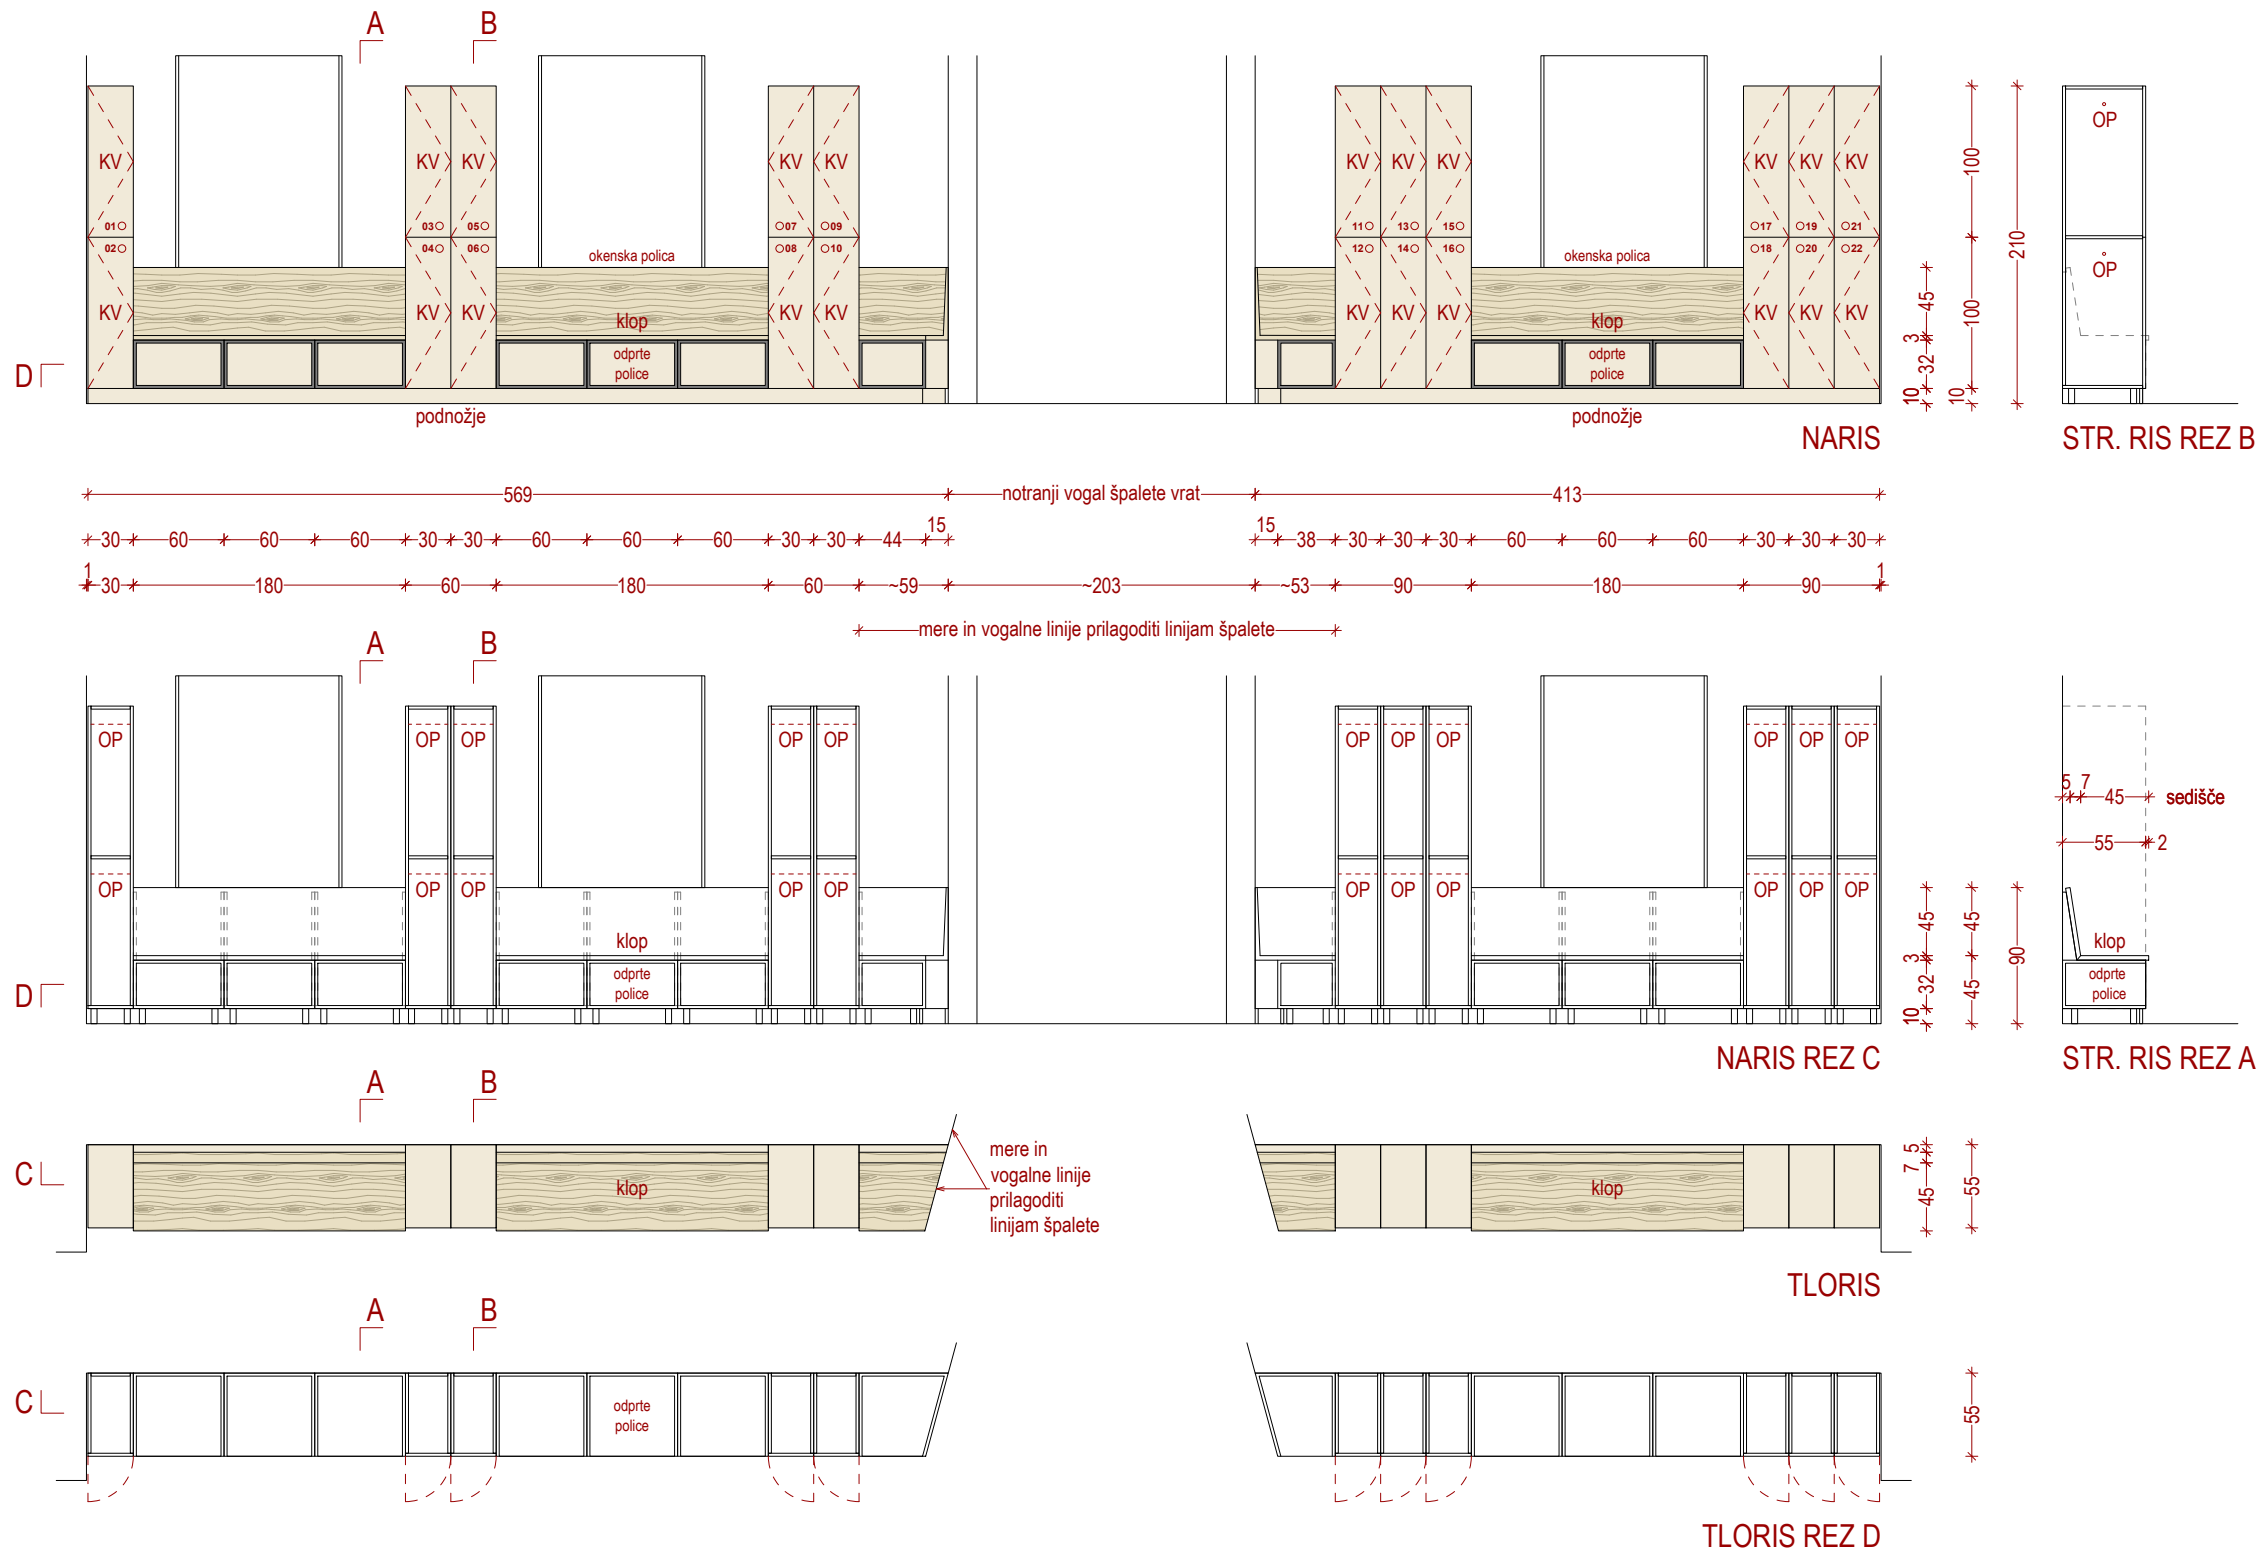 A B
KV KV KV KV KV KV KV KV KV KV KV OP
01 03 05 07 09 11 13 15 17 19 21
02 04 06 08 10 12 14 16 18 20 22
okenska polica okenska polica OP
KV KV KV KV KV KV KV KV KV KV KV
klop klop
odprte odprte
police police
D
podnožje podnožje
100 100 10 210 45 3 32 10
NARIS STR. RIS REZ B
569 notranji vogal špalete vrat 413
15 15
30 60 60 60 30 30 60 60 60 30 30 44 38 30 30 30 60 60 60 30 30 30
1 30 180 60 180 60 ~59 ~203 ~53 90 180 90 1
mere in vogalne linije prilagoditi linijam špalete
A B
OP OP OP OP OP OP OP OP OP OP OP
5 7 45 sedišče
55 2
OP OP OP OP OP OP OP OP OP OP OP
klop klop
odprte odprte
police police
D
45 3 32 10 45 45 90
NARIS REZ C STR. RIS REZ A
A B
C
klop klop
mere in
vogalne linije
prilagoditi
linijam špalete
5 7 45 55
TLORIS
A B
C
odprte
police
55
TLORIS REZ D